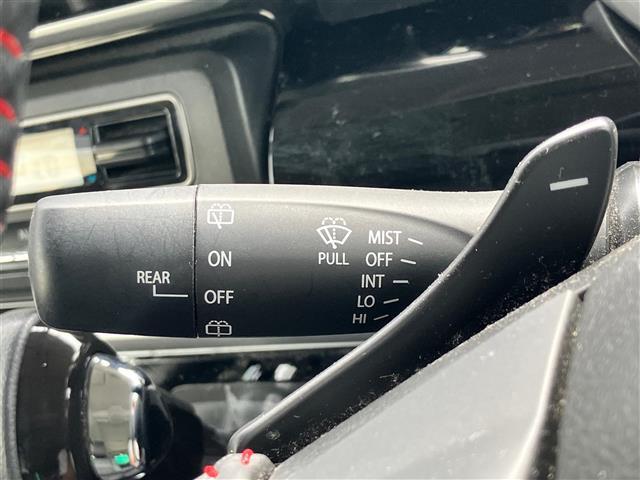 ON
REAR
OFF
PULL
MIST
OFF
INT
LO
HI